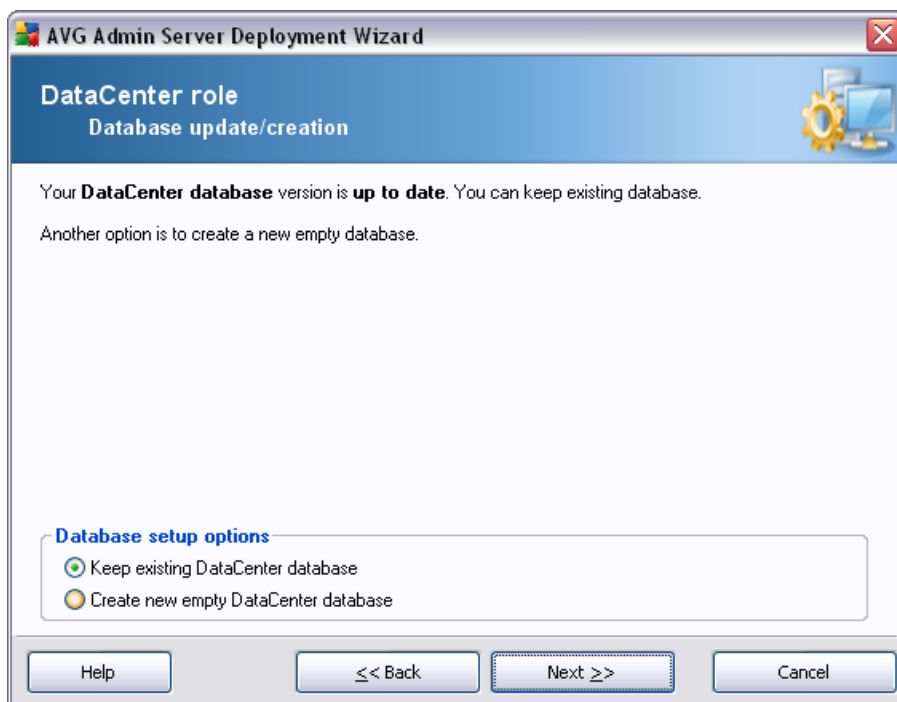 AVG Admin Server Deployment Wizard
DataCenter role
Database update/creation
Your DataCenter database version is up to date. You can keep existing database.
Another option is to create a new empty database.
Database setup options
Keep existing DataCenter database
Create new empty DataCenter database
Help
<< Back
Next >>
Cancel